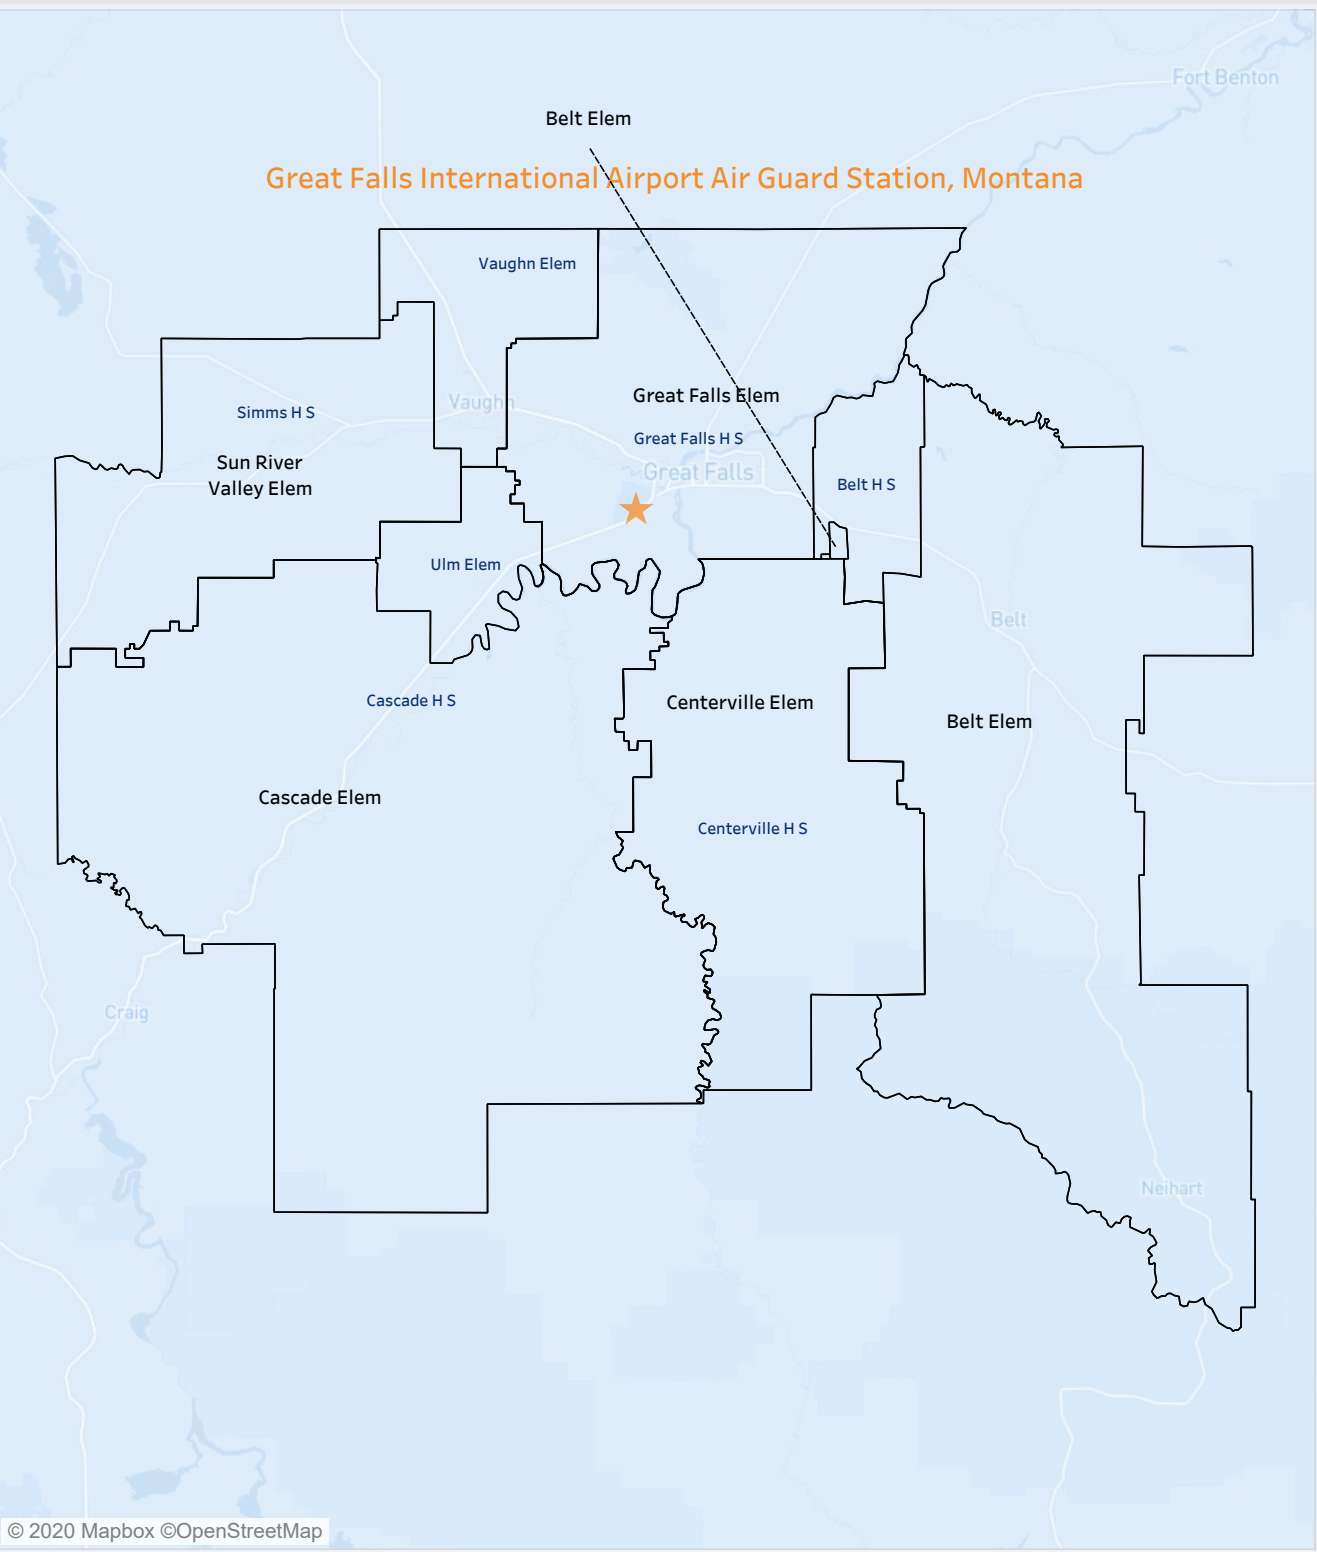 Fort Benton
Belt Elem
Great Falls International Airport Air Guard Station, Montana
Vaughn Elem
Great Falls Elem
Vaughn
Simms H S
Great Falls H S
Sun River
Valley Elem
Great Falls
Belt H S
Ulm Elem
Belt
Cascade H S
Centerville Elem
Belt Elem
Cascade Elem
Centerville H S
Craig
Neihart
© 2020 Mapbox ©OpenStreetMap